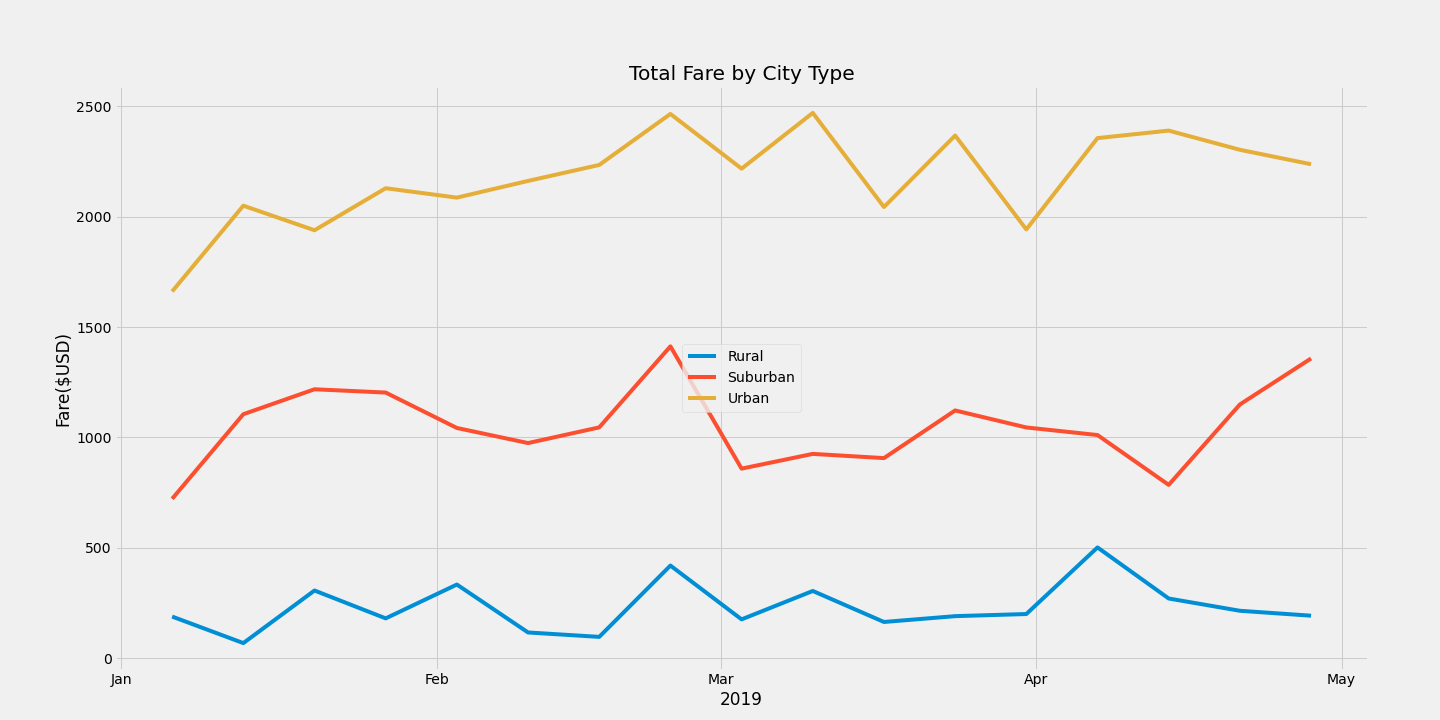 Total Fare by City Type
Fare($USD)
2500
2000
1500
1000
500
0
Rural
Suburban
Urban
Jan Feb Mar Apr May
2019